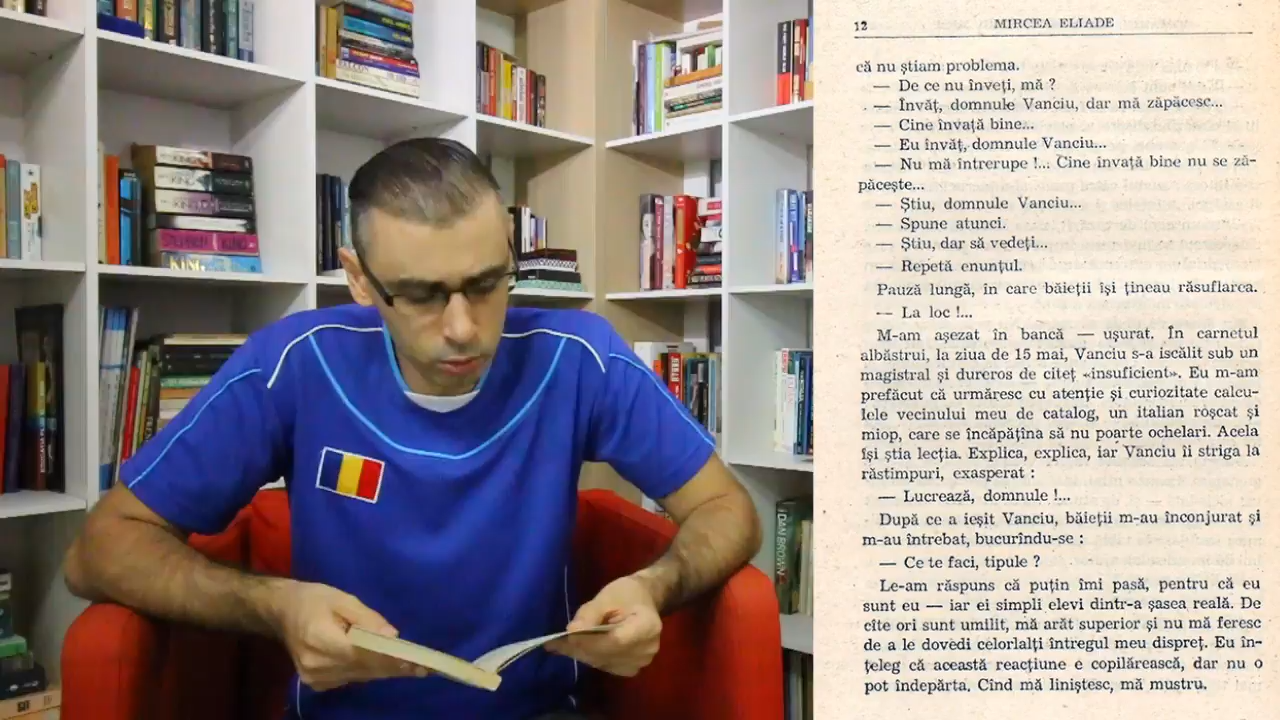 KING
KING
KING
STEPHEN KING
KING
DAN BROWN
12 MIRCEA ELIADE
că nu știam problema.
— De ce nu înveți, mă ?
— Învăț, domnule Vanciu, dar mă zăpăcesc...
— Cine învață bine...
— Eu învăț, domnule Vanciu...
— Nu mă întrerupe !... Cine învață bine nu se ză-
păcește...
— Știu, domnule Vanciu...
— Spune atunci.
— Știu, dar să vedeți...
— Repetă enunțul.
Pauză lungă, in care băieții își țineau răsuflarea.
— La loc !...
M-am așezat în bancă — ușurat. În carnetul
albăstrui, la ziua de 15 mai, Vanciu s-a iscălit sub un
magistral și dureros de citeț «insuficient». Eu m-am
prefăcut că urmăresc cu atenție și curiozitate calcu-
lele vecinului meu de catalog, un italian roșcat și
miop, care se încăpățîna să nu poarte ochelari. Acela
își știa lecția. Explica, explica, iar Vanciu îi striga la
răstimpuri, exasperat :
— Lucrează, domnule !...
După ce a ieșit Vanciu, băieții m-au înconjurat și
m-au întrebat, bucurîndu-se :
— Ce te faci, tipule ?
Le-am răspuns că puțin îmi pasă, pentru că eu
sunt eu — iar ei simpli elevi dintr-a șasea reală. De
cîte ori sunt umilit, mă arăt superior și nu mă feresc
de a le dovedi celorlalți întregul meu dispreț. Eu în-
țeleg că această reacțiune e copilărească, dar nu o
pot îndepărta. Cînd mă liniștesc, mă mustru.